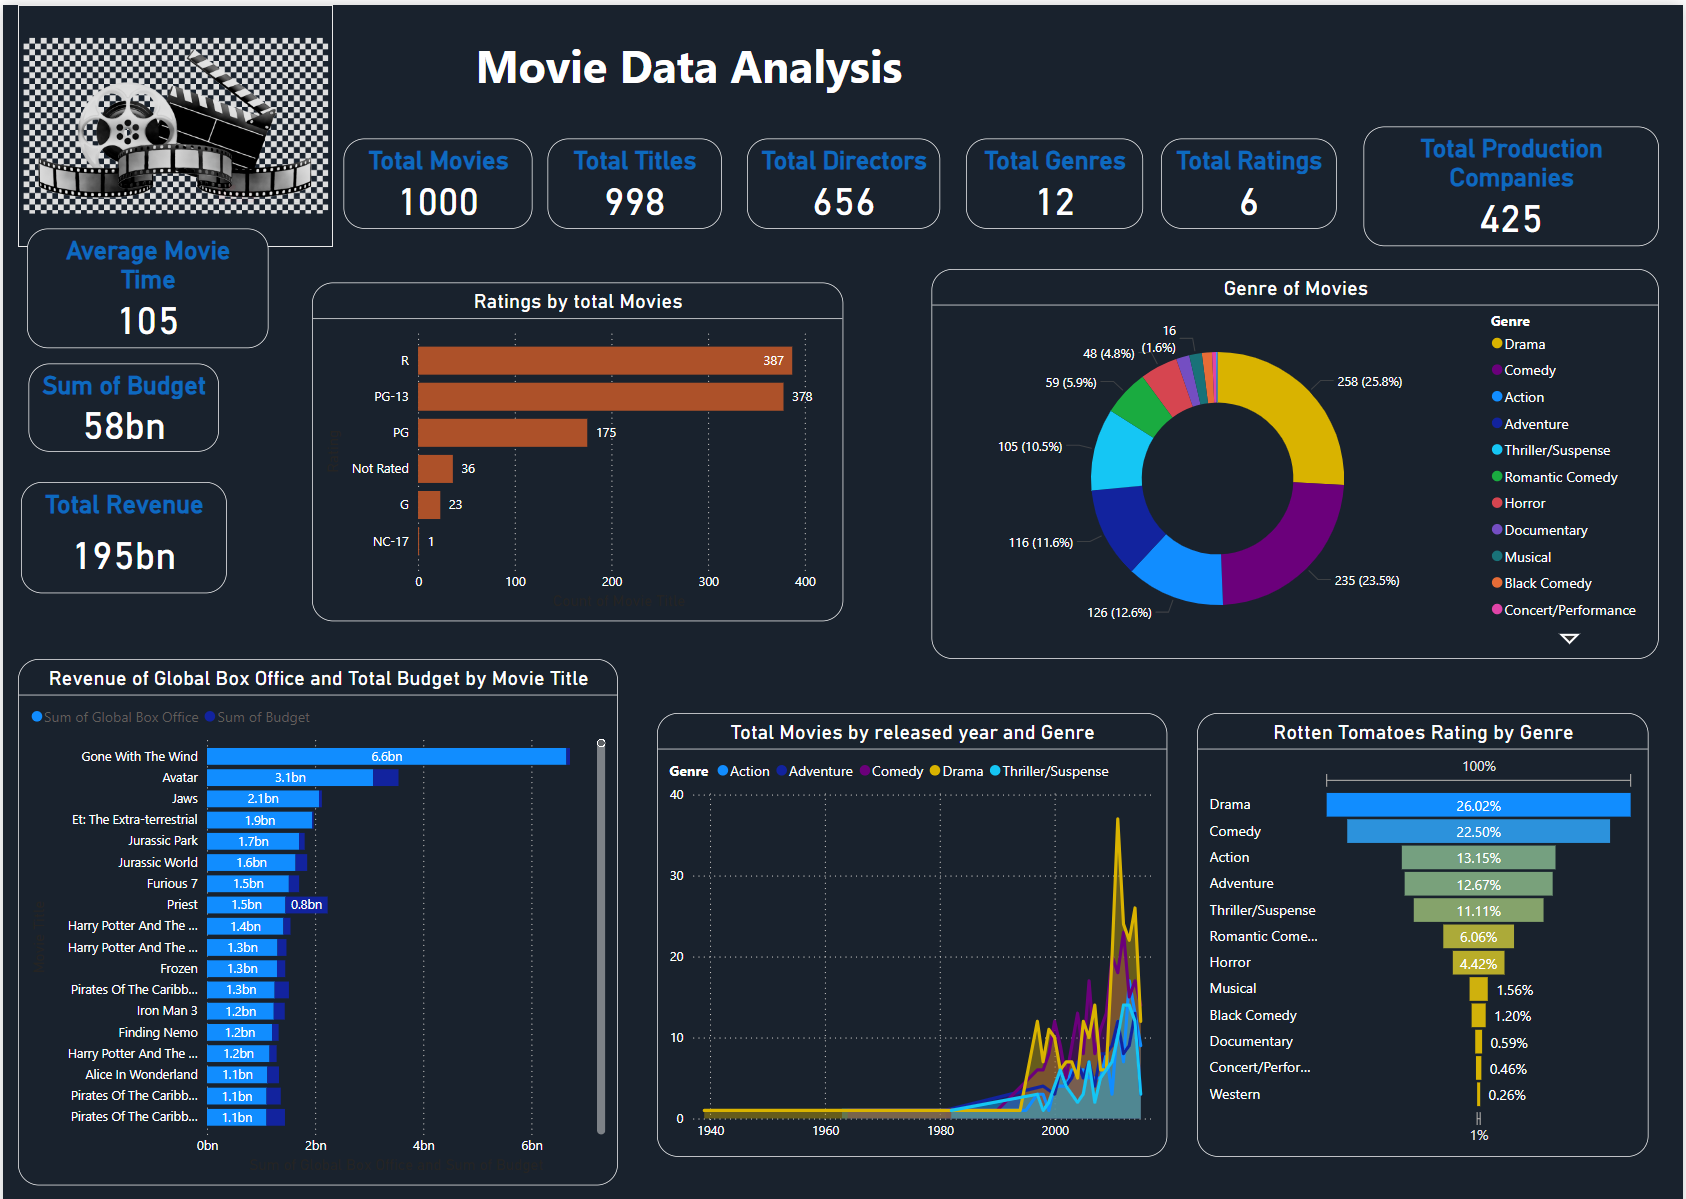 Movie Data Analysis
Total Movies
1000
Total Titles
998
Total Directors
656
Total Genres
12
Total Ratings
6
Total Production
Companies
425
Average Movie
Time
105
Sum of Budget
58bn
Total Revenue
195bn
Ratings by total Movies
R 387
PG-13 378
PG 175
Not Rated 36
G 23
NC-17 1
0 100 200 300 400
Genre of Movies
258 (25.8%)
235 (23.5%)
126 (12.6%)
116 (11.6%)
105 (10.5%)
59 (5.9%)
48 (4.8%)
16
(1.6%)
Genre
Drama
Comedy
Action
Adventure
Thriller/Suspense
Romantic Comedy
Horror
Documentary
Musical
Black Comedy
Concert/Performance
Revenue of Global Box Office and Total Budget by Movie Title
Sum of Global Box Office Sum of Budget
Gone With The Wind 6.6bn
Avatar 3.1bn
Jaws 2.1bn
Et: The Extra-terrestrial 1.9bn
Jurassic Park 1.7bn
Jurassic World 1.6bn
Furious 7 1.5bn
Priest 1.5bn 0.8bn
Harry Potter And The ... 1.4bn
Harry Potter And The ... 1.3bn
Frozen 1.3bn
Pirates Of The Caribb... 1.3bn
Iron Man 3 1.2bn
Finding Nemo 1.2bn
Harry Potter And The ... 1.2bn
Alice In Wonderland 1.1bn
Pirates Of The Caribb... 1.1bn
Pirates Of The Caribb... 1.1bn
0bn 2bn 4bn 6bn
Total Movies by released year and Genre
Genre Action Adventure Comedy Drama Thriller/Suspense
40
30
20
10
0
1940 1960 1980 2000
Rotten Tomatoes Rating by Genre
100%
Drama 26.02%
Comedy 22.50%
Action 13.15%
Adventure 12.67%
Thriller/Suspense 11.11%
Romantic Come... 6.06%
Horror 4.42%
Musical 1.56%
Black Comedy 1.20%
Documentary 0.59%
Concert/Perfor... 0.46%
Western 0.26%
1%